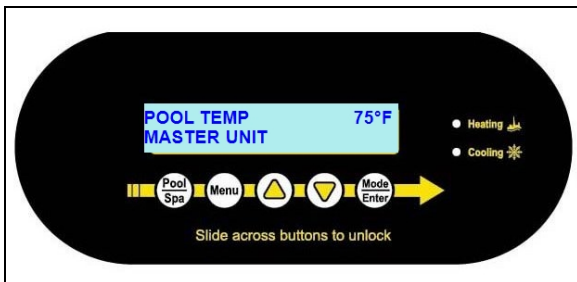 POOL TEMP 75°F
MASTER UNIT
Heating
Cooling
Pool
Spa
Menu
Mode
Enter
Slide across buttons to unlock